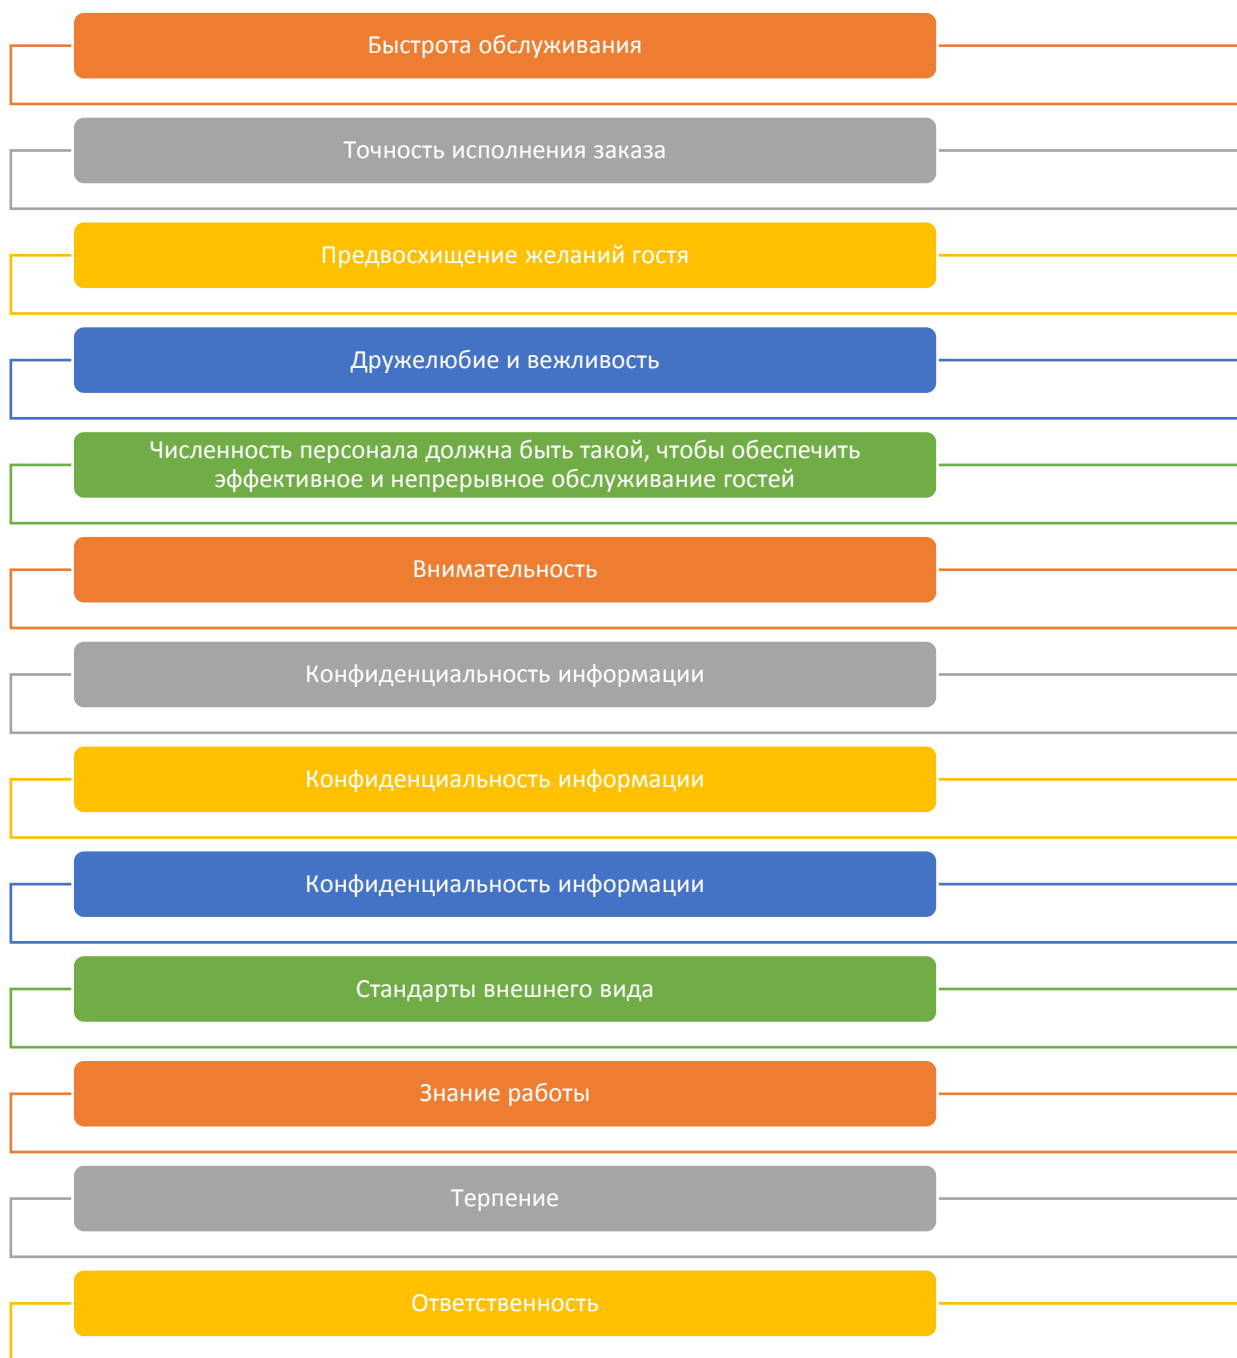 Быстрота обслуживания
Точность исполнения заказа
Предвосхищение желаний гостя
Дружелюбие и вежливость
Численность персонала должна быть такой, чтобы обеспечить
эффективное и непрерывное обслуживание гостей
Внимательность
Конфиденциальность информации
Конфиденциальность информации
Конфиденциальность информации
Стандарты внешнего вида
Знание работы
Терпение
Ответственность